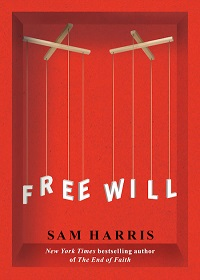 FREE WILL
SAM HARRIS
New York Times bestselling author
of The End of Faith